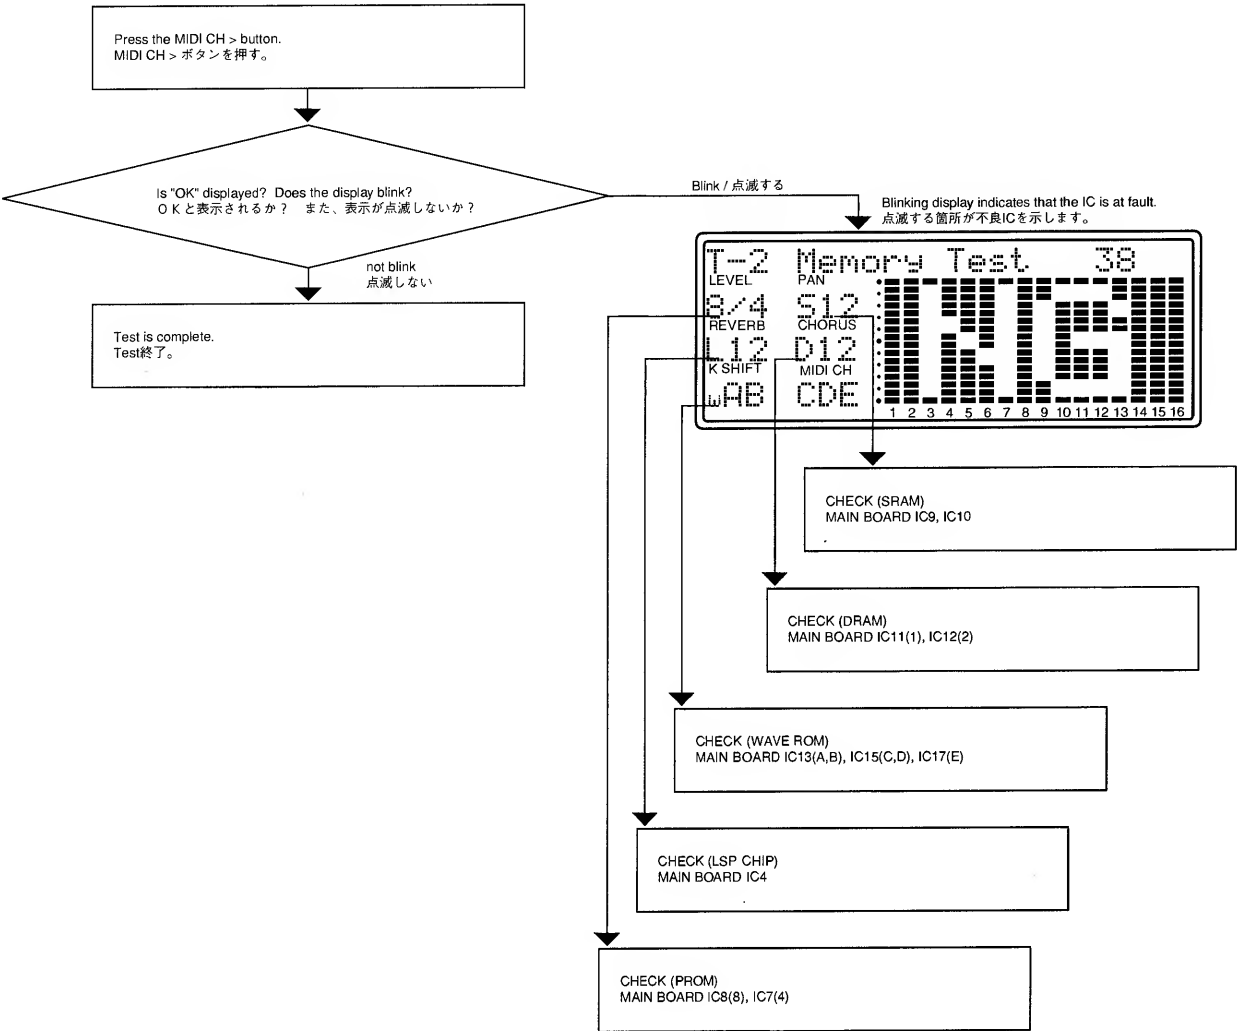 Press the MIDI CH > button.
MIDI CH > ボタンを押す。
Is "OK" displayed? Does the display blink?
ＯＫと表示されるか？ また、表示が点滅しないか？
Blink / 点滅する
Blinking display indicates that the IC is at fault.
点滅する箇所が不良ICを示します。
not blink
点滅しない
Test is complete.
Test終了。
T-2 Memory Test 38
LEVEL PAN
8/4 S12
REVERB CHORUS
L12 D12
K SHIFT MIDI CH
wAB CDE
1 2 3 4 5 6 7 8 9 10 11 12 13 14 15 16
CHECK (SRAM)
MAIN BOARD IC9, IC10
CHECK (DRAM)
MAIN BOARD IC11(1), IC12(2)
CHECK (WAVE ROM)
MAIN BOARD IC13(A,B), IC15(C,D), IC17(E)
CHECK (LSP CHIP)
MAIN BOARD IC4
CHECK (PROM)
MAIN BOARD IC8(8), IC7(4)